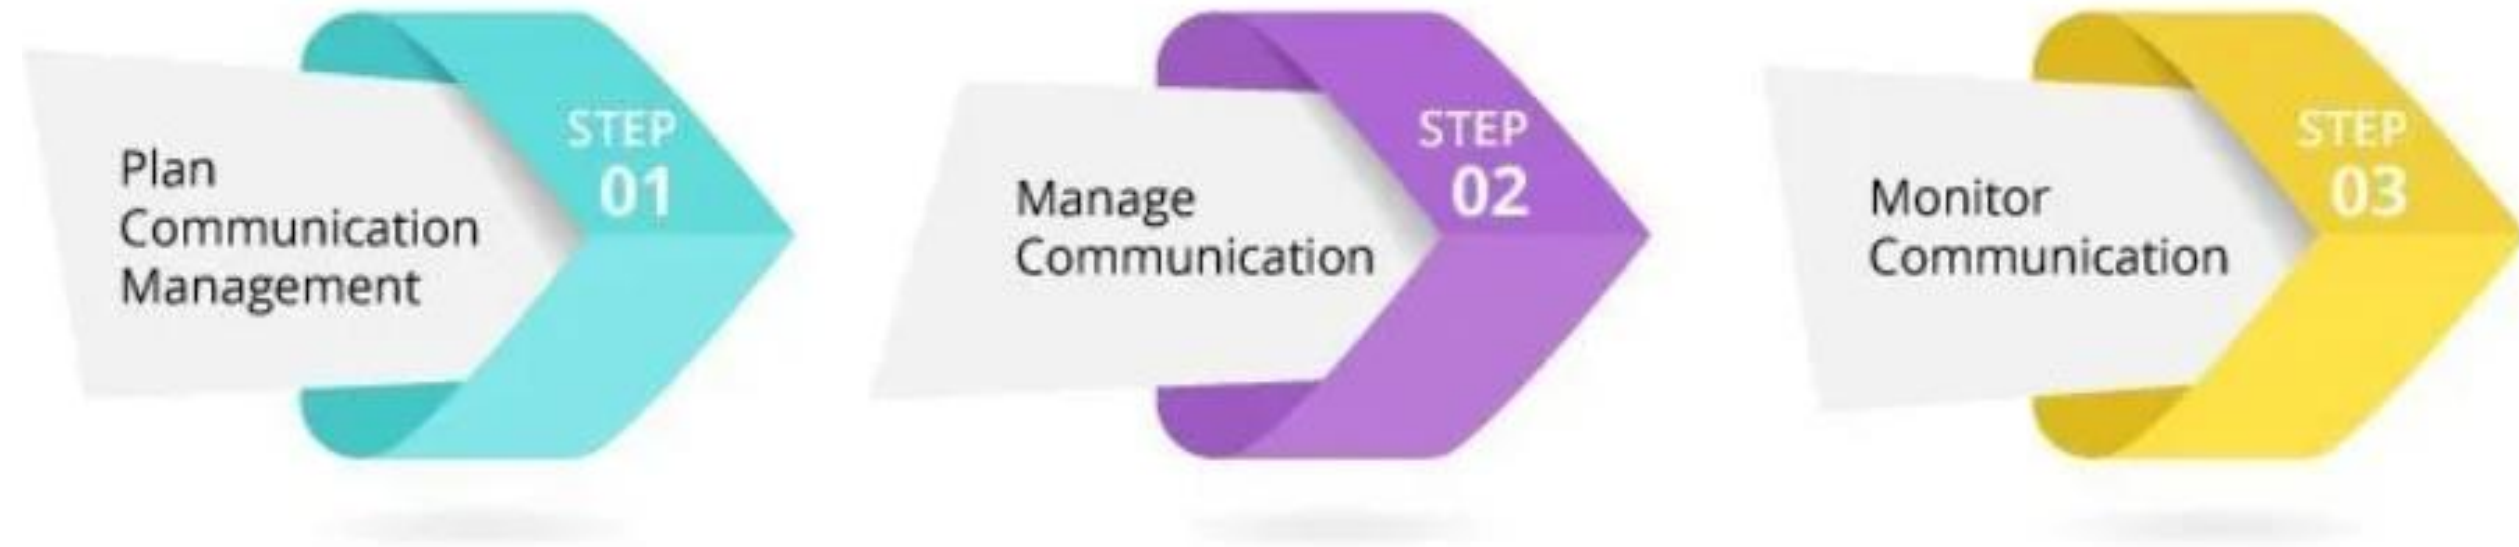 Plan
Communication
Management
STEP
01
Manage
Communication
STEP
02
Monitor
Communication
STEP
03